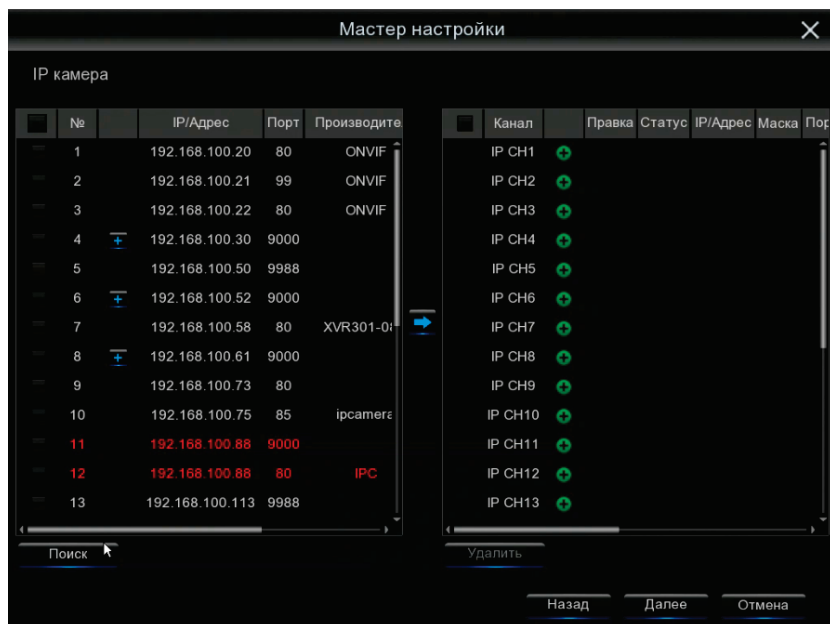 Мастер настройки
IP камера
№ IP/Адрес Порт Производите
1 192.168.100.20 80 ONVIF
2 192.168.100.21 99 ONVIF
3 192.168.100.22 80 ONVIF
4 192.168.100.30 9000
5 192.168.100.50 9988
6 192.168.100.52 9000
7 192.168.100.58 80 XVR301-08
8 192.168.100.61 9000
9 192.168.100.73 80
10 192.168.100.75 85 ipcamera
11 192.168.100.88 9000
12 192.168.100.88 80 IPC
13 192.168.100.113 9988
Поиск
Канал Правка Статус IP/Адрес Маска Пор
IP CH1
IP CH2
IP CH3
IP CH4
IP CH5
IP CH6
IP CH7
IP CH8
IP CH9
IP CH10
IP CH11
IP CH12
IP CH13
Удалить
Назад Далее Отмена